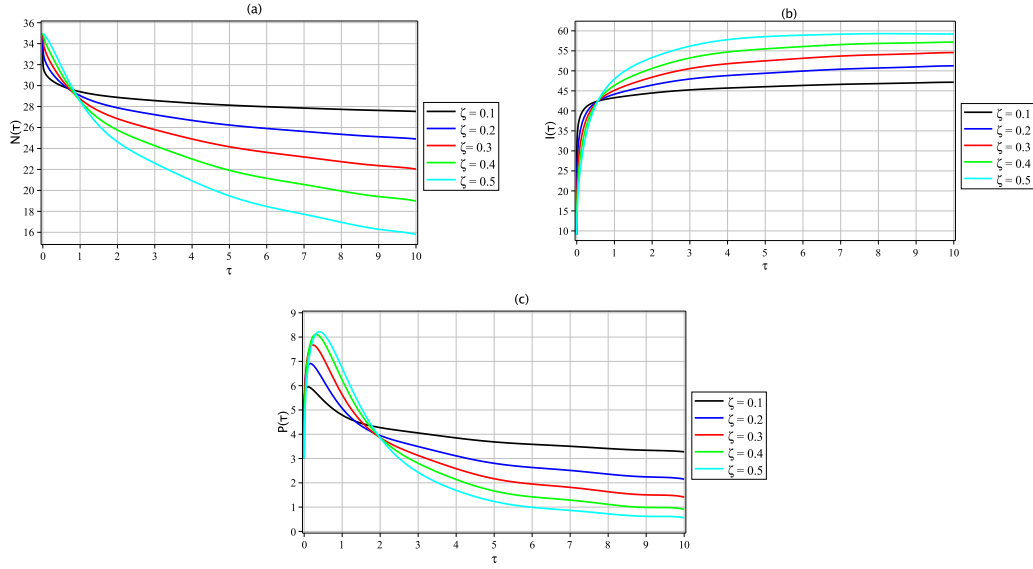 (a)
36
34
32
30
28
26
24
22
20
18
16
N(τ)
0 1 2 3 4 5 6 7 8 9 10
τ
ζ = 0.1
ζ = 0.2
ζ= 0.3
ζ = 0.4
ζ = 0.5
(b)
60
55
50
45
40
35
30
25
20
15
10
I(τ)
0 1 2 3 4 5 6 7 8 9 10
τ
ζ = 0.1
ζ = 0.2
ζ = 0.3
ζ = 0.4
ζ = 0.5
(c)
9
8
7
6
5
4
3
2
1
0
P(τ)
0 1 2 3 4 5 6 7 8 9 10
τ
ζ = 0.1
ζ = 0.2
ζ = 0.3
ζ = 0.4
ζ = 0.5